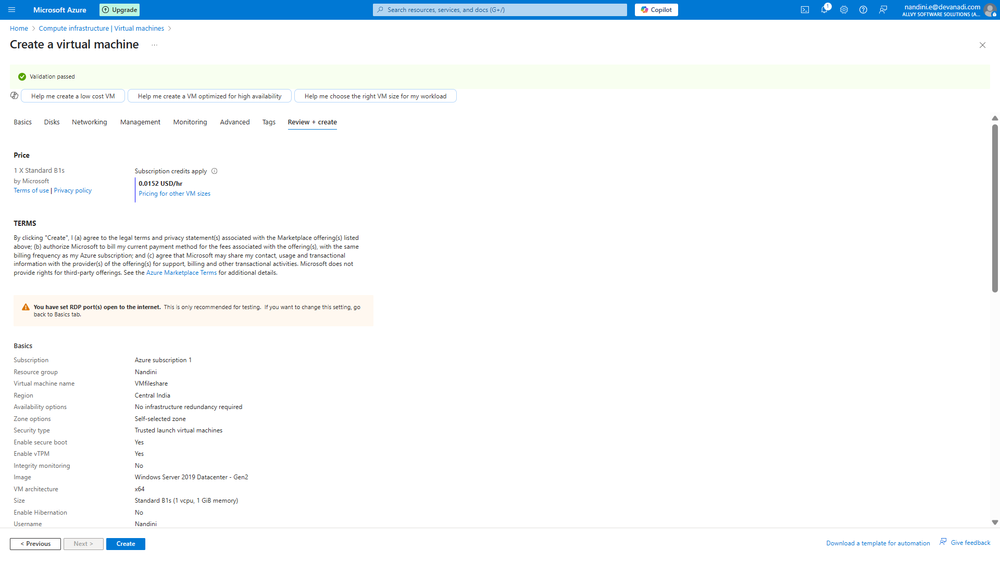 Microsoft Azure
Upgrade
Search resources, services, and docs (G+/)
Copilot
1
nandini.e@devanadi.com
ALLVY SOFTWARE SOLUTIONS (A...
Home > Compute infrastructure | Virtual machines >
Create a virtual machine ...
Validation passed
Help me create a low cost VM
Help me create a VM optimized for high availability
Help me choose the right VM size for my workload
Basics Disks Networking Management Monitoring Advanced Tags Review + create
Price
1 X Standard B1s
by Microsoft
Terms of use | Privacy policy
Subscription credits apply
0.0152 USD/hr
Pricing for other VM sizes
TERMS
By clicking "Create", I (a) agree to the legal terms and privacy statement(s) associated with the Marketplace offering(s) listed
above; (b) authorize Microsoft to bill my current payment method for the fees associated with the offering(s), with the same
billing frequency as my Azure subscription; and (c) agree that Microsoft may share my contact, usage and transactional
information with the provider(s) of the offering(s) for support, billing and other transactional activities. Microsoft does not
provide rights for third-party offerings. See the Azure Marketplace Terms for additional details.
You have set RDP port(s) open to the internet. This is only recommended for testing. If you want to change this setting, go
back to Basics tab.
Basics
Subscription Azure subscription 1
Resource group Nandini
Virtual machine name VMfileshare
Region Central India
Availability options No infrastructure redundancy required
Zone options Self-selected zone
Security type Trusted launch virtual machines
Enable secure boot Yes
Enable vTPM Yes
Integrity monitoring No
Image Windows Server 2019 Datacenter - Gen2
VM architecture x64
Size Standard B1s (1 vcpu, 1 GiB memory)
Enable Hibernation No
Username Nandini
< Previous
Next >
Create
Download a template for automation
Give feedback